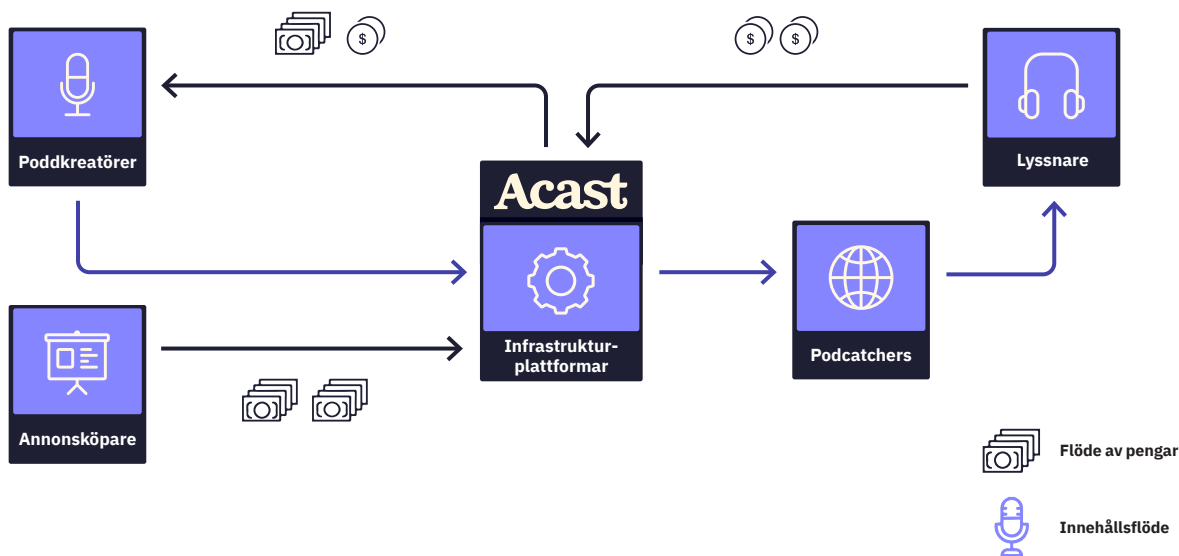 $
$ $
Poddkreatörer
Lyssnare
Acast
Infrastruktur-
plattformar
Podcatchers
Annonsköpare
Flöde av pengar
Innehållsflöde